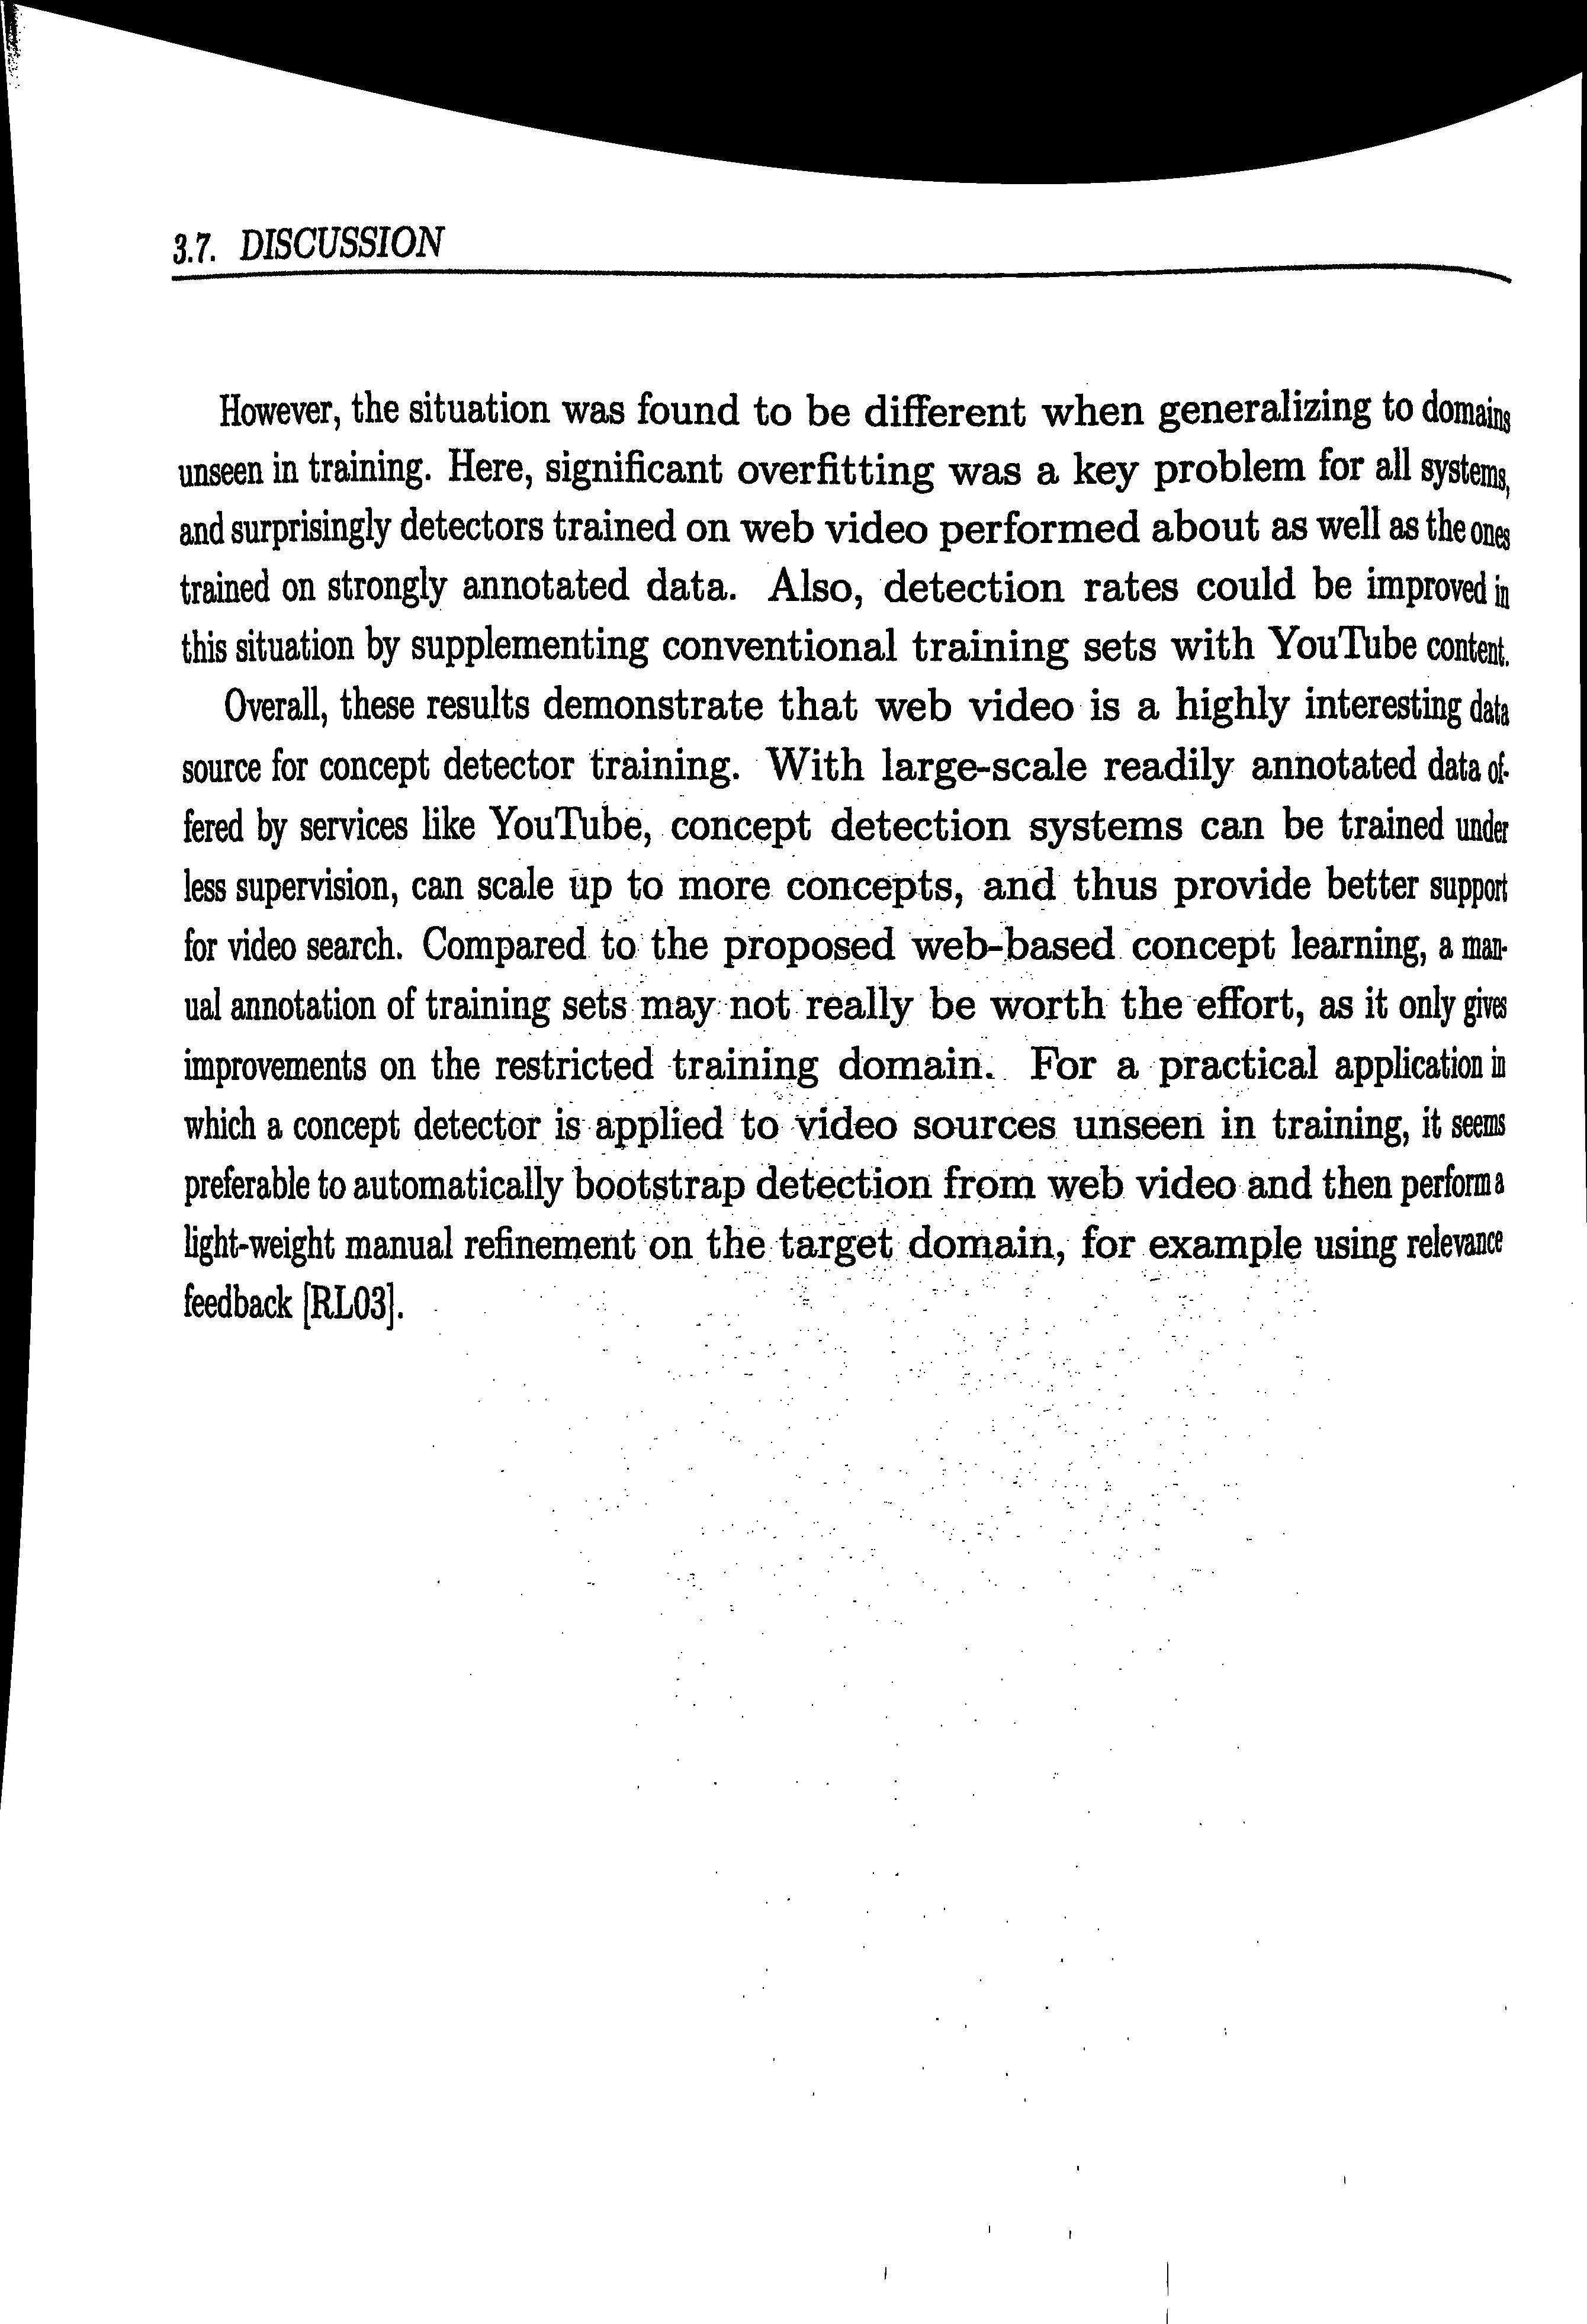 3.7. DISCUSSION
However, the situation was found to be different when generalizing to domains
unseen in training. Here, significant overfitting was a key problem for all systems,
and surprisingly detectors trained on web video performed about as well as the ones
trained on strongly annotated data. Also, detection rates could be improved in
this situation by supplementing conventional training sets with YouTube content.
Overall, these results demonstrate that web video is a highly interesting data
source for concept detector training. With large-scale readily annotated data of-
fered by services like YouTube, concept detection systems can be trained under
less supervision, can scale up to more concepts, and thus provide better support
for video search. Compared to the proposed web-based concept learning, a man-
ual annotation of training sets may not really be worth the effort, as it only gives
improvements on the restricted training domain. For a practical application in
which a concept detector is applied to video sources unseen in training, it seems
preferable to automatically bootstrap detection from web video and then perform a
light-weight manual refinement on the target domain, for example using relevance
feedback [RL03].